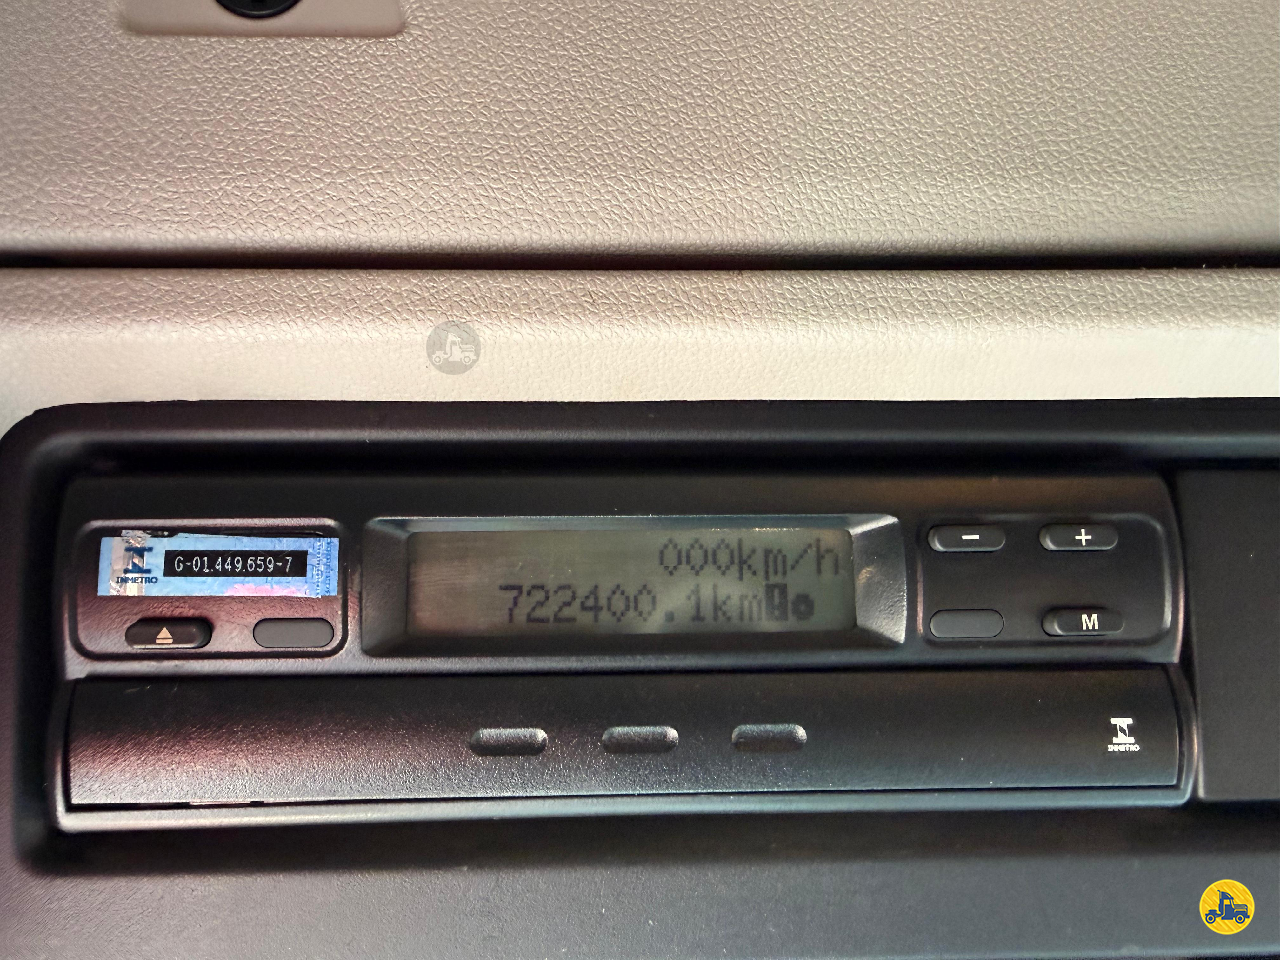 INMETRO
G-01.449.659-7
000km/h
722400.1km
−
+
M
INMETRO